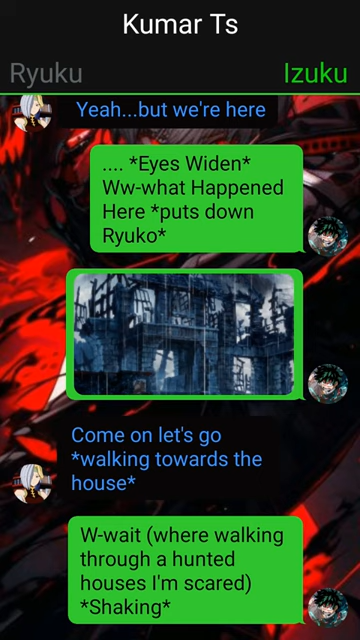 Kumar Ts
Ryuku
Izuku
Yeah...but we're here
.... *Eyes Widen*
Ww-what Happened
Here *puts down
Ryuko*
Come on let's go
*walking towards the
house*
W-wait (where walking
through a hunted
houses I'm scared)
*Shaking*